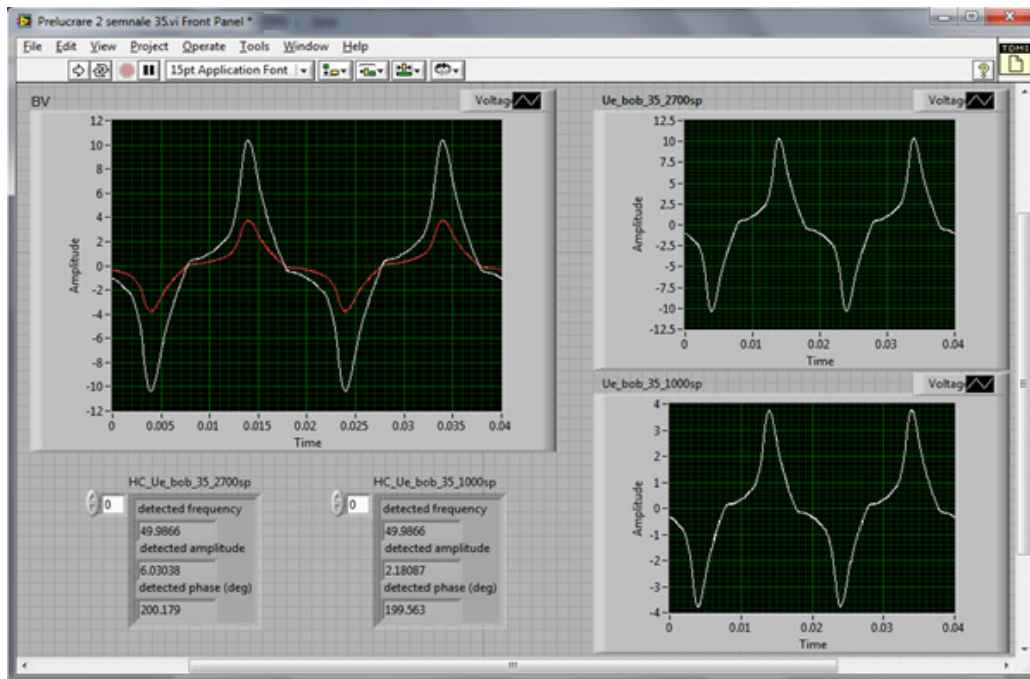 Prelucrare 2 semnale 35.vi Front Panel *
File Edit View Project Operate Tools Window Help
15pt Application Font
TDMS
BV
Voltag
12
10
8
6
4
2
0
-2
-4
-6
-8
-10
-12
Amplitude
0 0.005 0.01 0.015 0.02 0.025 0.03 0.035 0.04
Time
Ue_bob_35_2700sp
Voltag
12.5
10
7.5
5
2.5
0
-2.5
-5
-7.5
-10
-12.5
Amplitude
0 0.01 0.02 0.03 0.04
Time
Ue_bob_35_1000sp
Voltag
4
3
2
1
0
-1
-2
-3
-4
Amplitude
0 0.01 0.02 0.03 0.04
Time
HC_Ue_bob_35_2700sp
0
detected frequency
49.9866
detected amplitude
6.03038
detected phase (deg)
200.179
HC_Ue_bob_35_1000sp
0
detected frequency
49.9866
detected amplitude
2.18087
detected phase (deg)
199.563